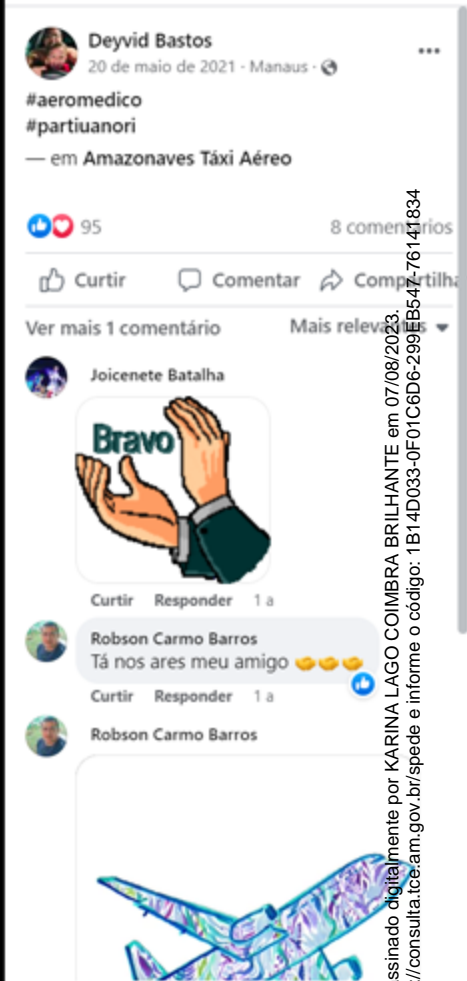 Deyvid Bastos
20 de maio de 2021 · Manaus ·
#aeromedico
#partiuanori
— em Amazonaves Táxi Aéreo
95
8 comentários
Curtir Comentar Compartilha
Ver mais 1 comentário
Mais relevantes
Joicenete Batalha
Bravo
Curtir Responder 1 a
Robson Carmo Barros
Tá nos ares meu amigo 🤝🤝🤝
Curtir Responder 1 a
Robson Carmo Barros
ssinado digitalmente por KARINA LAGO COIMBRA BRILHANTE em 07/08/2023.
://consulta.tce.am.gov.br/spede e informe o código: 1B14D033-0F01C6D6-299EB547-76141834